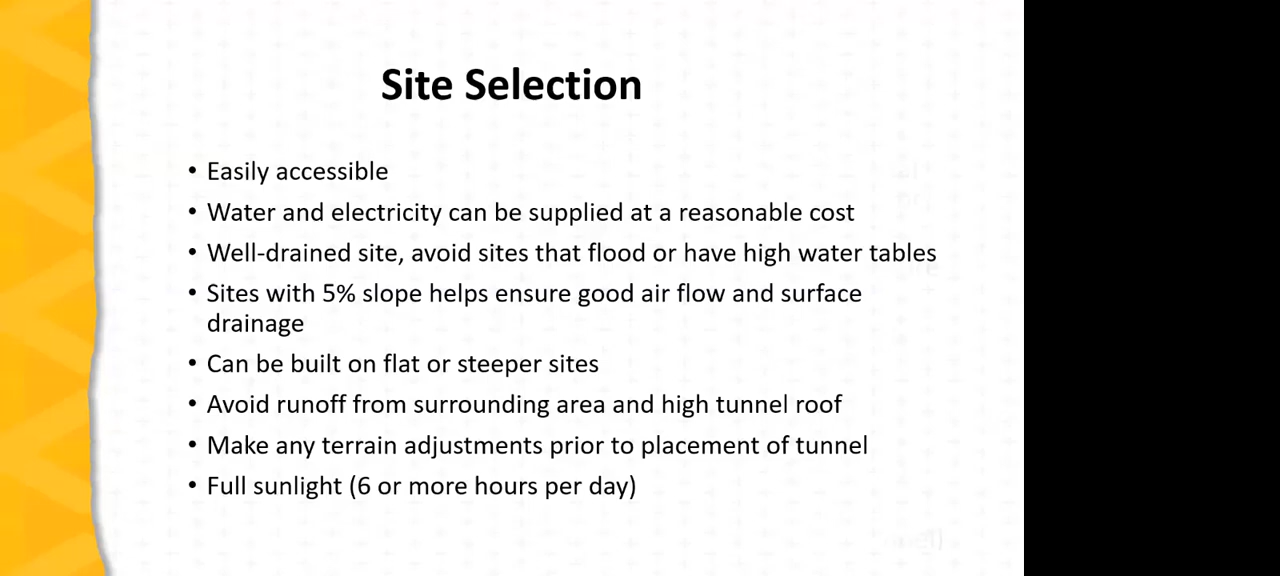 Site Selection
• Easily accessible
• Water and electricity can be supplied at a reasonable cost
• Well-drained site, avoid sites that flood or have high water tables
• Sites with 5% slope helps ensure good air flow and surface
drainage
• Can be built on flat or steeper sites
• Avoid runoff from surrounding area and high tunnel roof
• Make any terrain adjustments prior to placement of tunnel
• Full sunlight (6 or more hours per day)